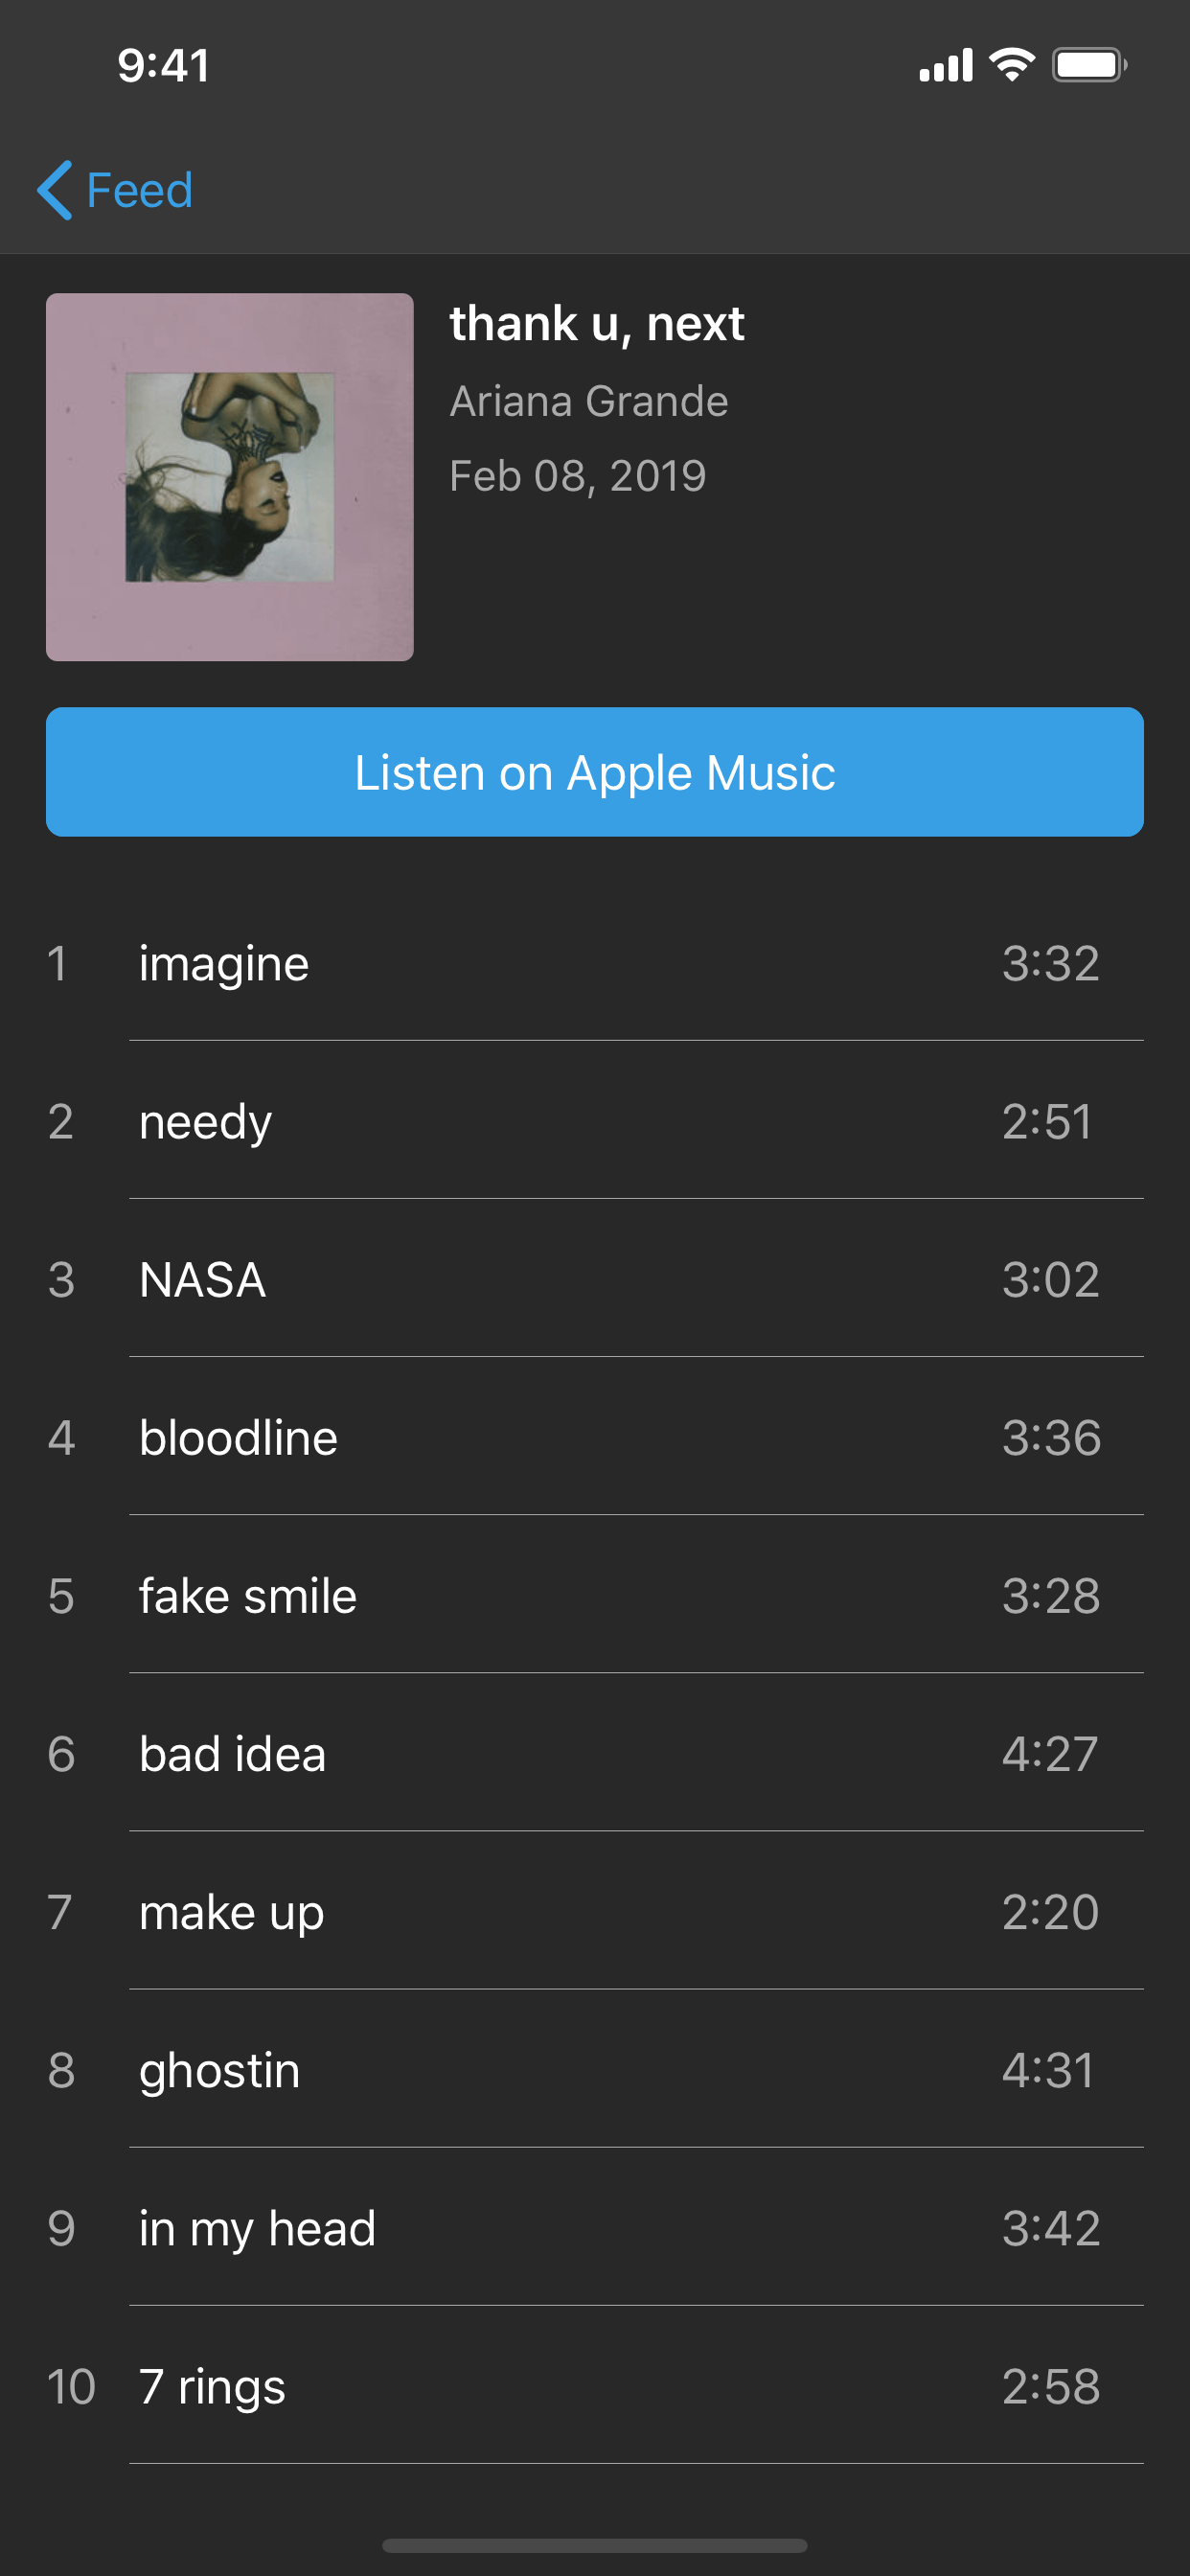 9:41
Feed
thank u, next
Ariana Grande
Feb 08, 2019
Listen on Apple Music
1 imagine 3:32
2 needy 2:51
3 NASA 3:02
4 bloodline 3:36
5 fake smile 3:28
6 bad idea 4:27
7 make up 2:20
8 ghostin 4:31
9 in my head 3:42
10 7 rings 2:58